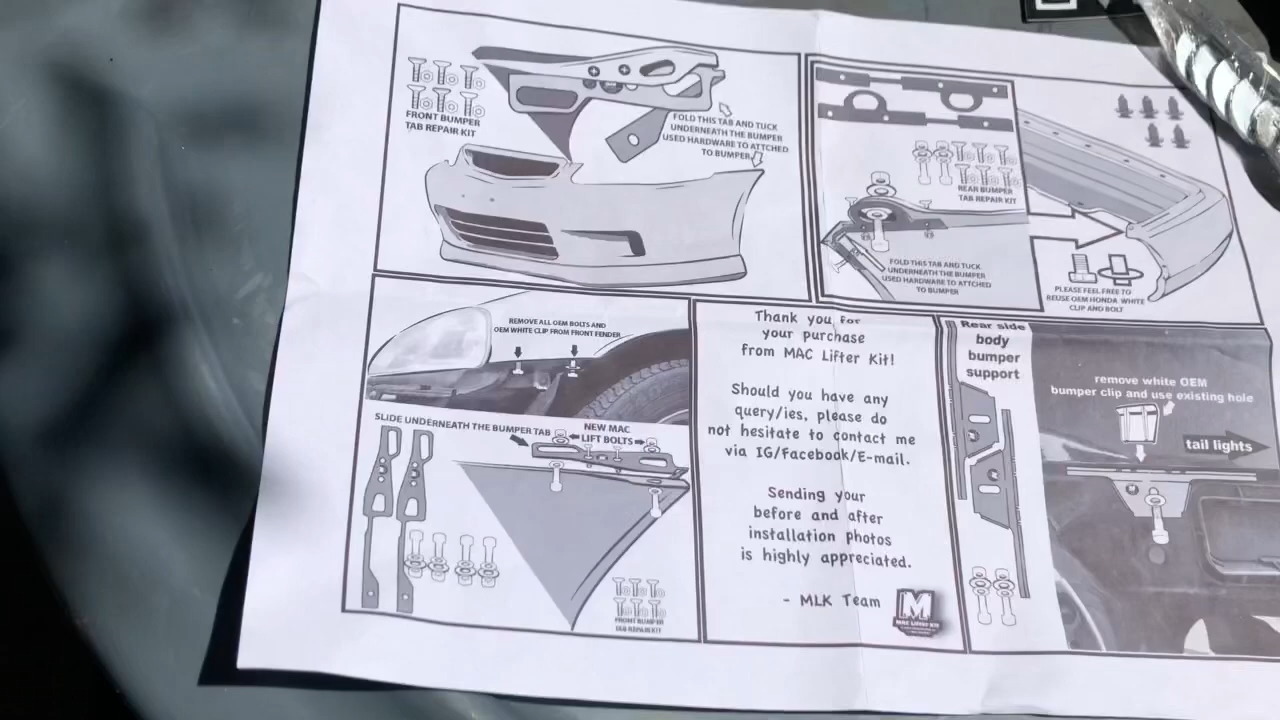 FRONT BUMPER
TAB REPAIR KIT
FOLD THIS TAB AND TUCK
UNDERNEATH THE BUMPER
USED HARDWARE TO ATTCHED
TO BUMPER
REAR BUMPER
TAB REPAIR KIT
FOLD THIS TAB AND TUCK
UNDERNEATH THE BUMPER
USED HARDWARE TO ATTCHED
TO BUMPER
PLEASE FEEL FREE TO
REUSE OEM HONDA WHITE
CLIP AND BOLT
REMOVE ALL OEM BOLTS AND
OEM WHITE CLIP FROM FRONT FENDER
SLIDE UNDERNEATH THE BUMPER TAB
NEW MAC
LIFT BOLTS
FRONT BUMPER
TAB REPAIR KIT
Thank you for
your purchase
from MAC Lifter Kit!
Should you have any
query/ies, please do
not hesitate to contact me
via IG/Facebook/E-mail.
Sending your
before and after
installation photos
is highly appreciated.
- MLK Team
M
MAC LIFTER KIT
Rear side
body
bumper
support
remove white OEM
bumper clip and use existing hole
tail lights